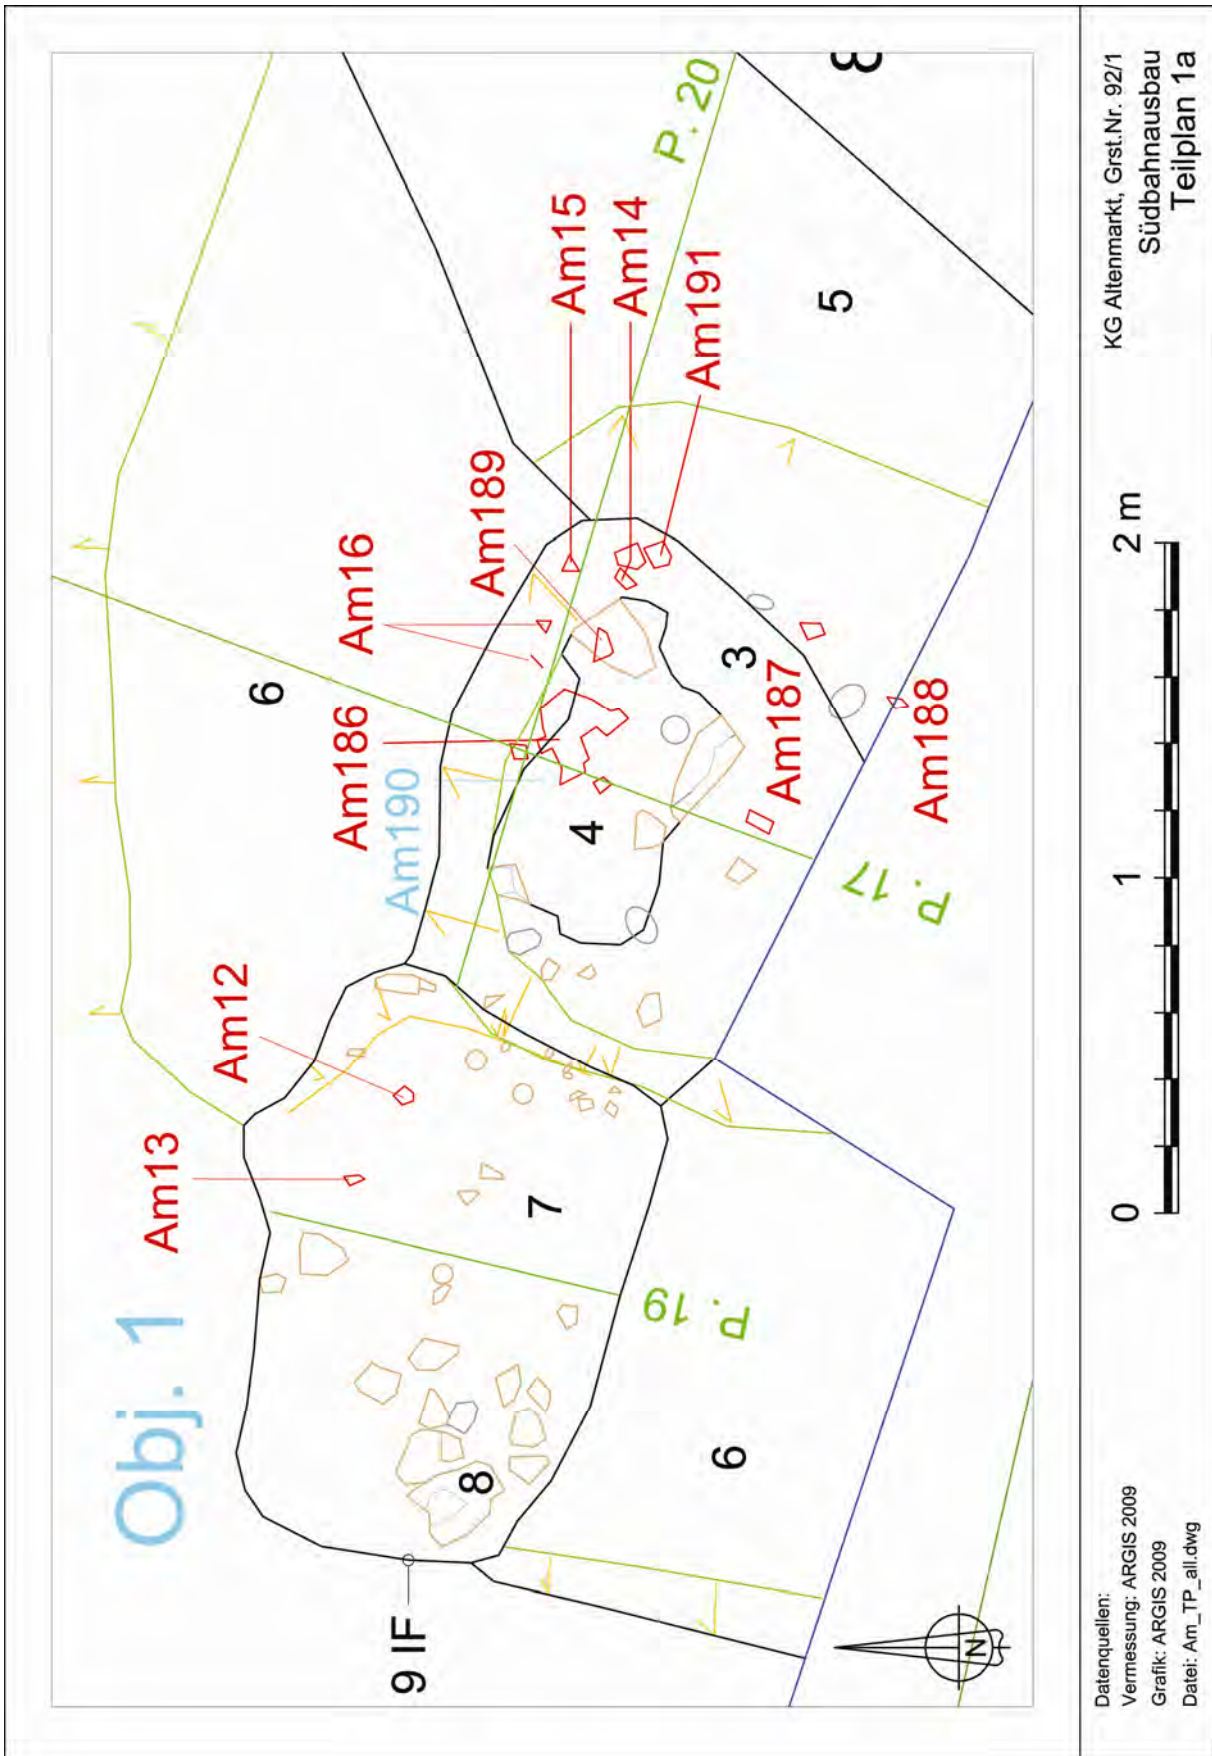 Obj. 1
Am13
Am12
Am190
Am186
Am16
Am189
Am15
Am14
Am191
Am187
Am188
P. 20
P. 17
P. 19
9 IF
8
7
6
6
4
3
5
8
N
0
1
2 m
Datenquellen:
Vermessung: ARGIS 2009
Grafik: ARGIS 2009
Datei: Am_TP_all.dwg
KG Altenmarkt, Grst.Nr. 92/1
Südbahnausbau
Teilplan 1a